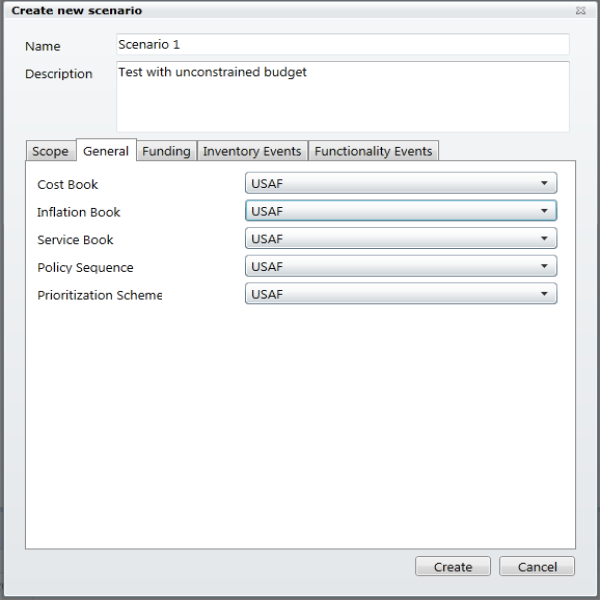 Create new scenario
Name Scenario 1
Description Test with unconstrained budget
Scope General Funding Inventory Events Functionality Events
Cost Book USAF
Inflation Book USAF
Service Book USAF
Policy Sequence USAF
Prioritization Scheme USAF
Create Cancel